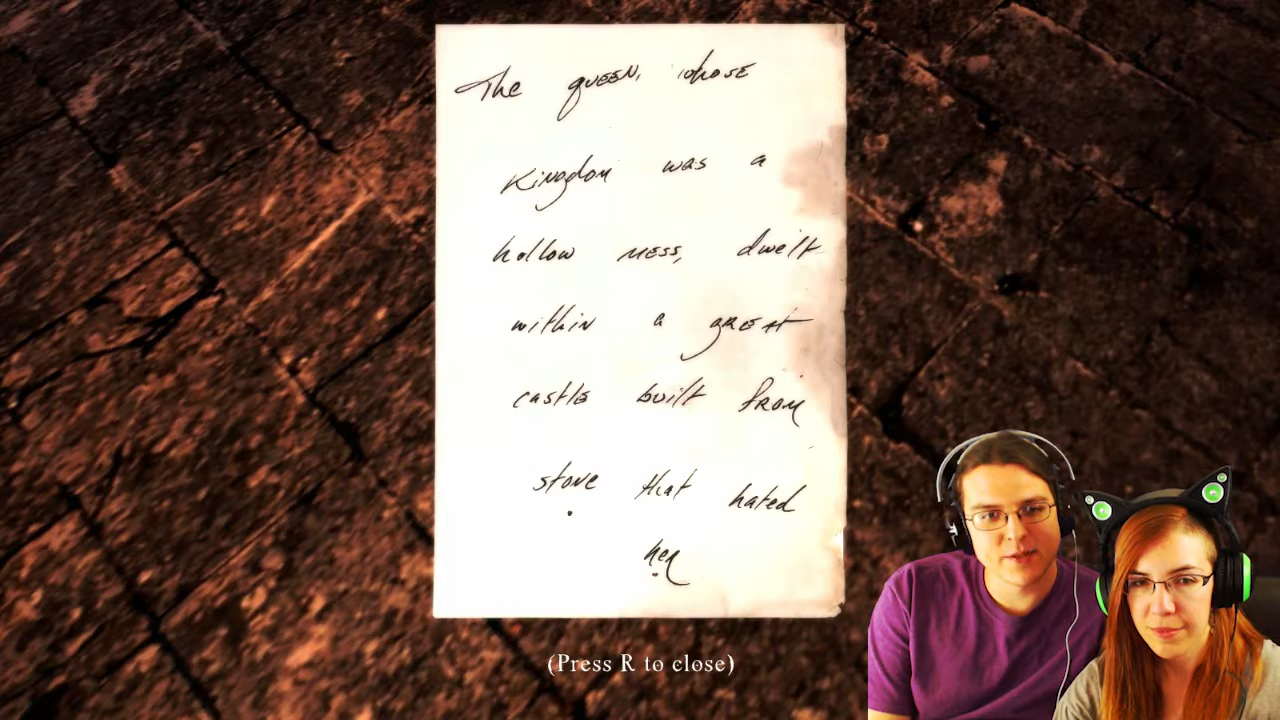 The queen, whose
Kingdom was a
hollow mess, dwelt
within a great
castle built from
stone that hated
her
(Press R to close)